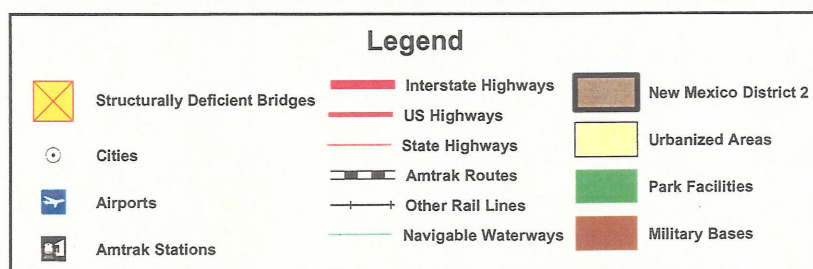 Legend
Structurally Deficient Bridges
Cities
Airports
Amtrak Stations
Interstate Highways
US Highways
State Highways
Amtrak Routes
Other Rail Lines
Navigable Waterways
New Mexico District 2
Urbanized Areas
Park Facilities
Military Bases